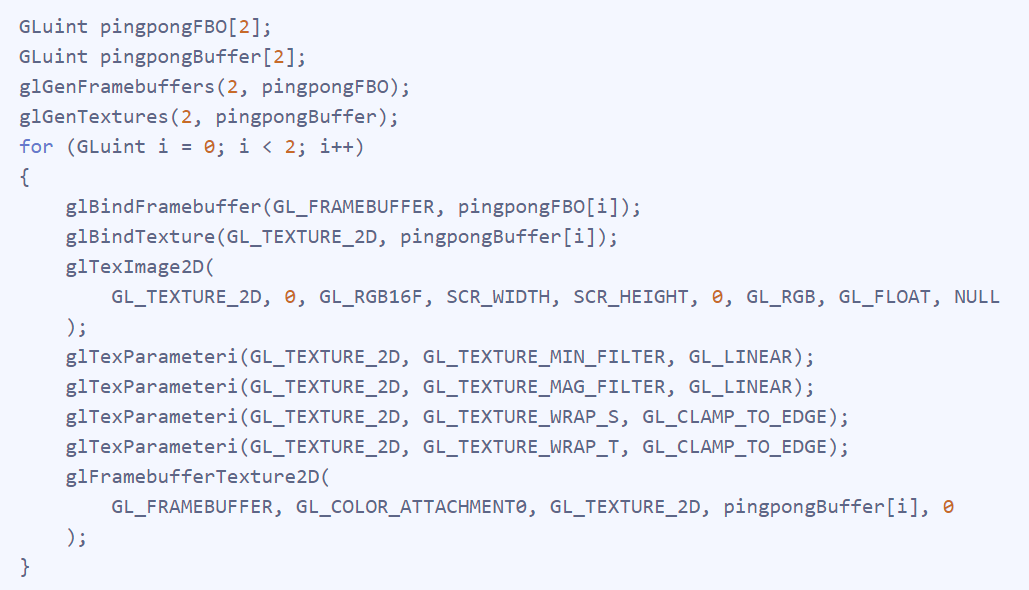 GLuint pingpongFBO[2];
GLuint pingpongBuffer[2];
glGenFramebuffers(2, pingpongFBO);
glGenTextures(2, pingpongBuffer);
for (GLuint i = 0; i < 2; i++)
{
    glBindFramebuffer(GL_FRAMEBUFFER, pingpongFBO[i]);
    glBindTexture(GL_TEXTURE_2D, pingpongBuffer[i]);
    glTexImage2D(
        GL_TEXTURE_2D, 0, GL_RGB16F, SCR_WIDTH, SCR_HEIGHT, 0, GL_RGB, GL_FLOAT, NULL
    );
    glTexParameteri(GL_TEXTURE_2D, GL_TEXTURE_MIN_FILTER, GL_LINEAR);
    glTexParameteri(GL_TEXTURE_2D, GL_TEXTURE_MAG_FILTER, GL_LINEAR);
    glTexParameteri(GL_TEXTURE_2D, GL_TEXTURE_WRAP_S, GL_CLAMP_TO_EDGE);
    glTexParameteri(GL_TEXTURE_2D, GL_TEXTURE_WRAP_T, GL_CLAMP_TO_EDGE);
    glFramebufferTexture2D(
        GL_FRAMEBUFFER, GL_COLOR_ATTACHMENT0, GL_TEXTURE_2D, pingpongBuffer[i], 0
    );
}